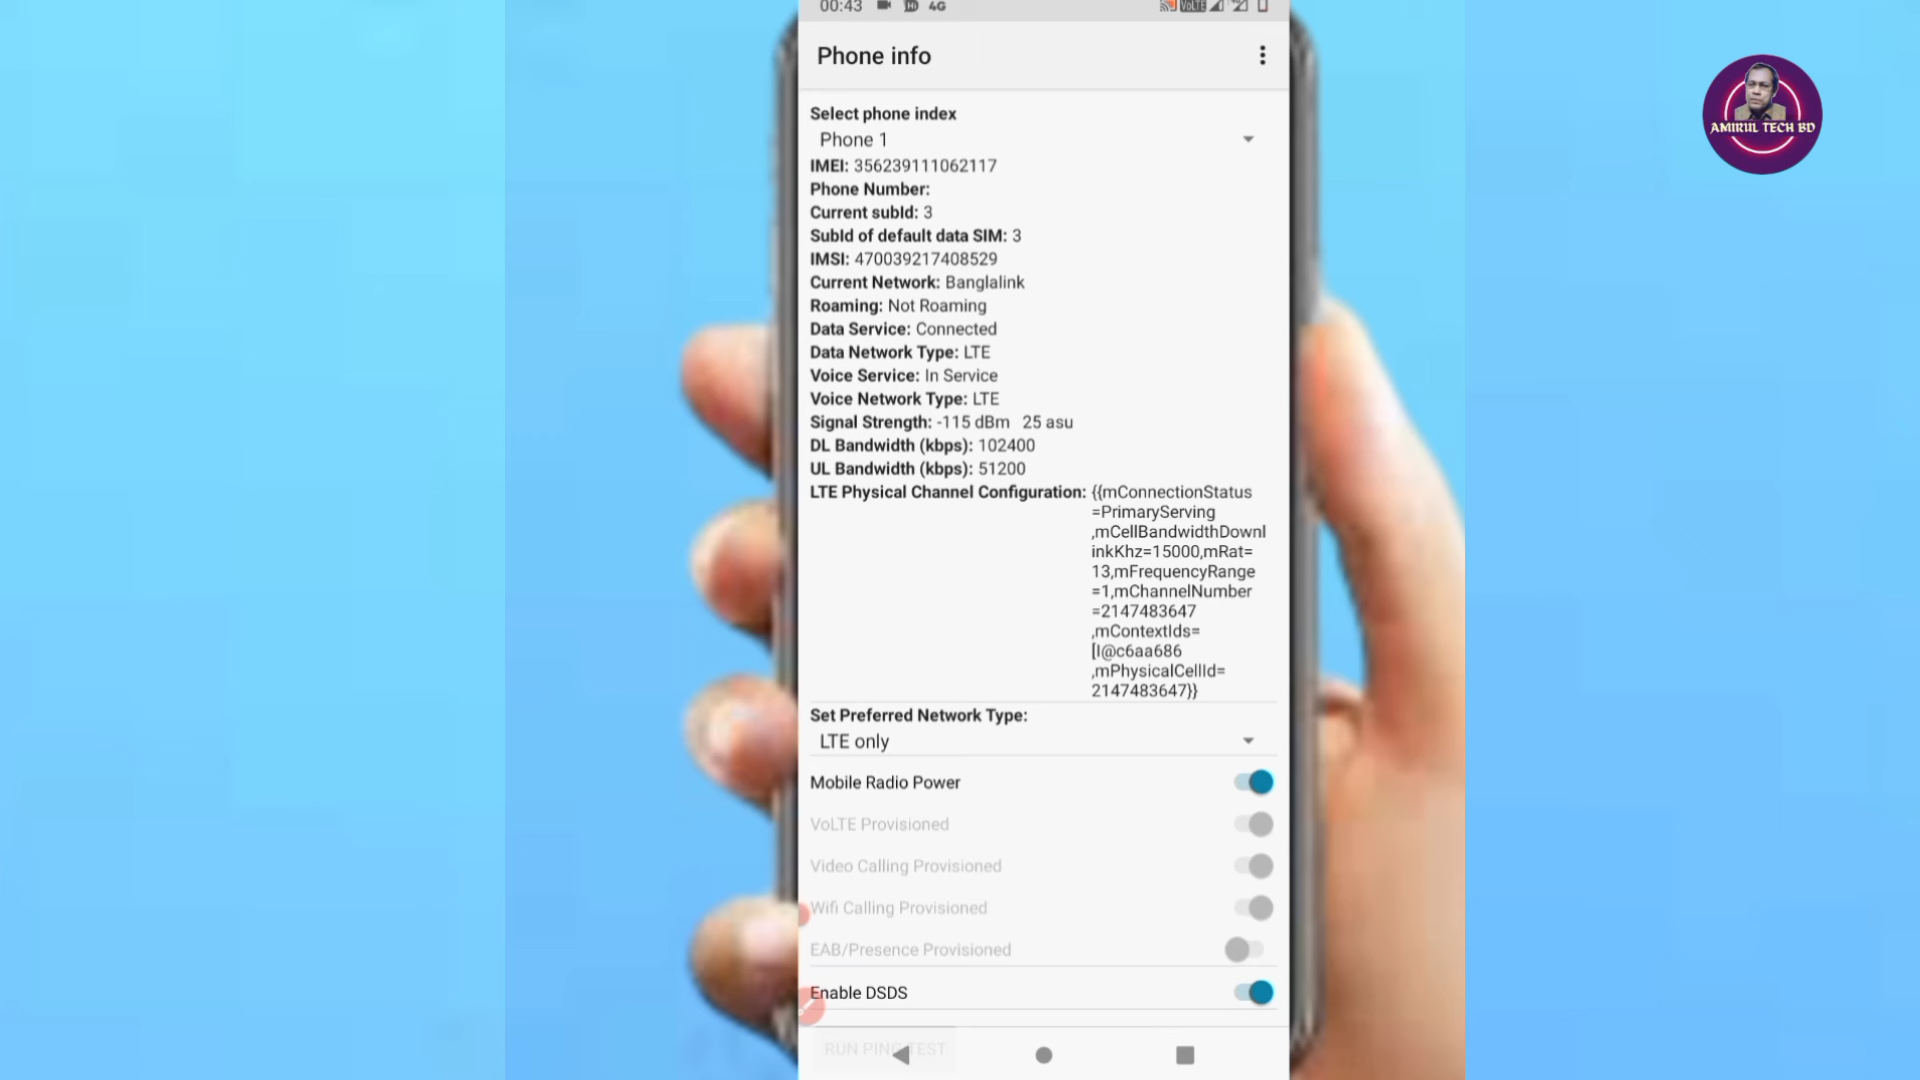 00:43 4G VoLTE
Phone info
AMIRUL TECH BD
Select phone index
Phone 1
IMEI: 356239111062117
Phone Number:
Current subId: 3
SubId of default data SIM: 3
IMSI: 470039217408529
Current Network: Banglalink
Roaming: Not Roaming
Data Service: Connected
Data Network Type: LTE
Voice Service: In Service
Voice Network Type: LTE
Signal Strength: -115 dBm 25 asu
DL Bandwidth (kbps): 102400
UL Bandwidth (kbps): 51200
LTE Physical Channel Configuration: {{mConnectionStatus
=PrimaryServing
,mCellBandwidthDownl
inkKhz=15000,mRat=
13,mFrequencyRange
=1,mChannelNumber
=2147483647
,mContextIds=
[I@c6aa686
,mPhysicalCellId=
2147483647}}
Set Preferred Network Type:
LTE only
Mobile Radio Power
VoLTE Provisioned
Video Calling Provisioned
Wifi Calling Provisioned
EAB/Presence Provisioned
Enable DSDS
RUN PING TEST